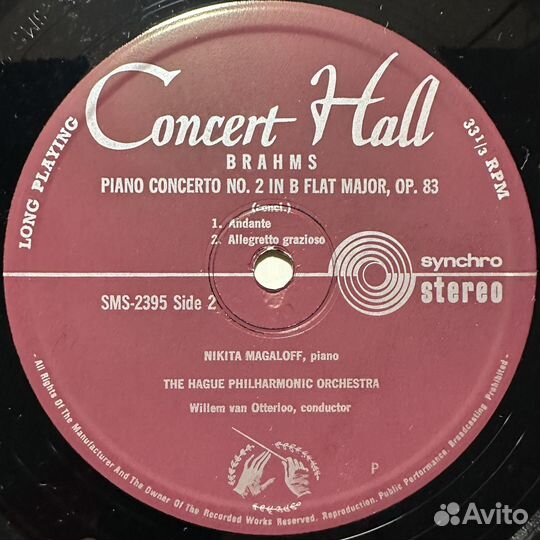 Concert Hall
LONG PLAYING
33 1/3 RPM
BRAHMS
PIANO CONCERTO NO. 2 IN B FLAT MAJOR, OP. 83
(concl.)
1. Andante
2. Allegretto grazioso
synchro
stereo
SMS-2395 Side 2
NIKITA MAGALOFF, piano
THE HAGUE PHILHARMONIC ORCHESTRA
Willem van Otterloo, conductor
P
- All Rights Of The Manufacturer And The Owner Of The Recorded Works Reserved. Reproduction. Public Performance. Broadcasting Prohibited -
Avito